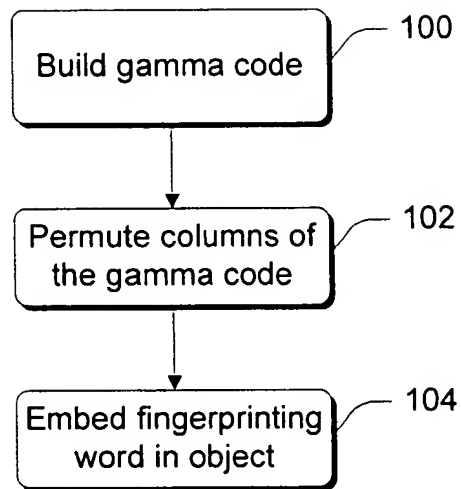 100
Build gamma code
102
Permute columns of
the gamma code
104
Embed fingerprinting
word in object